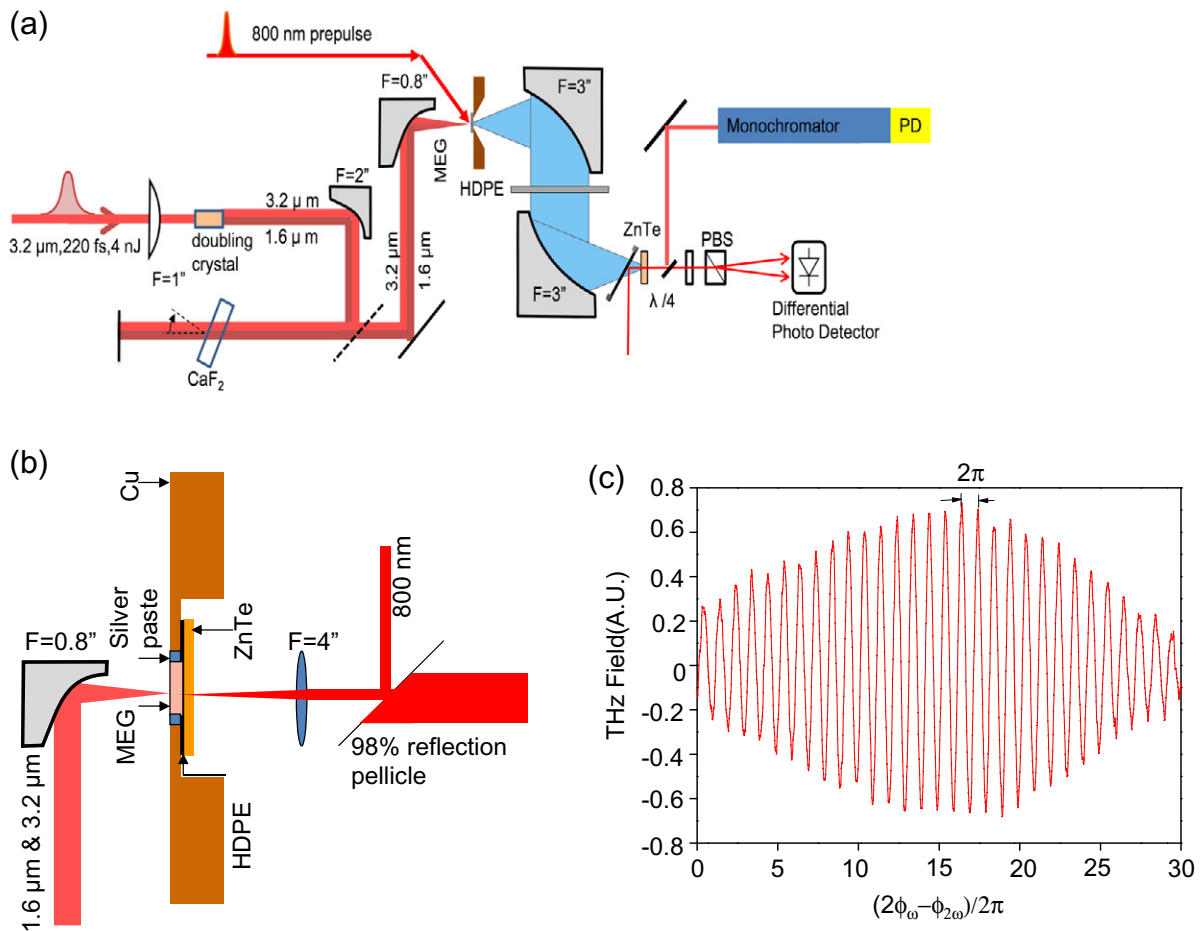 (a)
800 nm prepulse
F=0.8”
F=3”
Monochromator
PD
MEG
HDPE
F=2”
3.2 μ m
1.6 μ m
3.2 μm,220 fs,4 nJ
doubling
crystal
F=1”
3.2 μm
1.6 μm
CaF2
F=3”
ZnTe
PBS
λ /4
Differential
Photo Detector
(b)
Cu
Silver
paste
ZnTe
F=0.8”
F=4”
800 nm
MEG
98% reflection
pellicle
HDPE
1.6 μm & 3.2 μm
(c)
2π
THz Field(A.U.)
0.8
0.6
0.4
0.2
0
-0.2
-0.4
-0.6
-0.8
0 5 10 15 20 25 30
(2ϕω−ϕ2ω)/2π